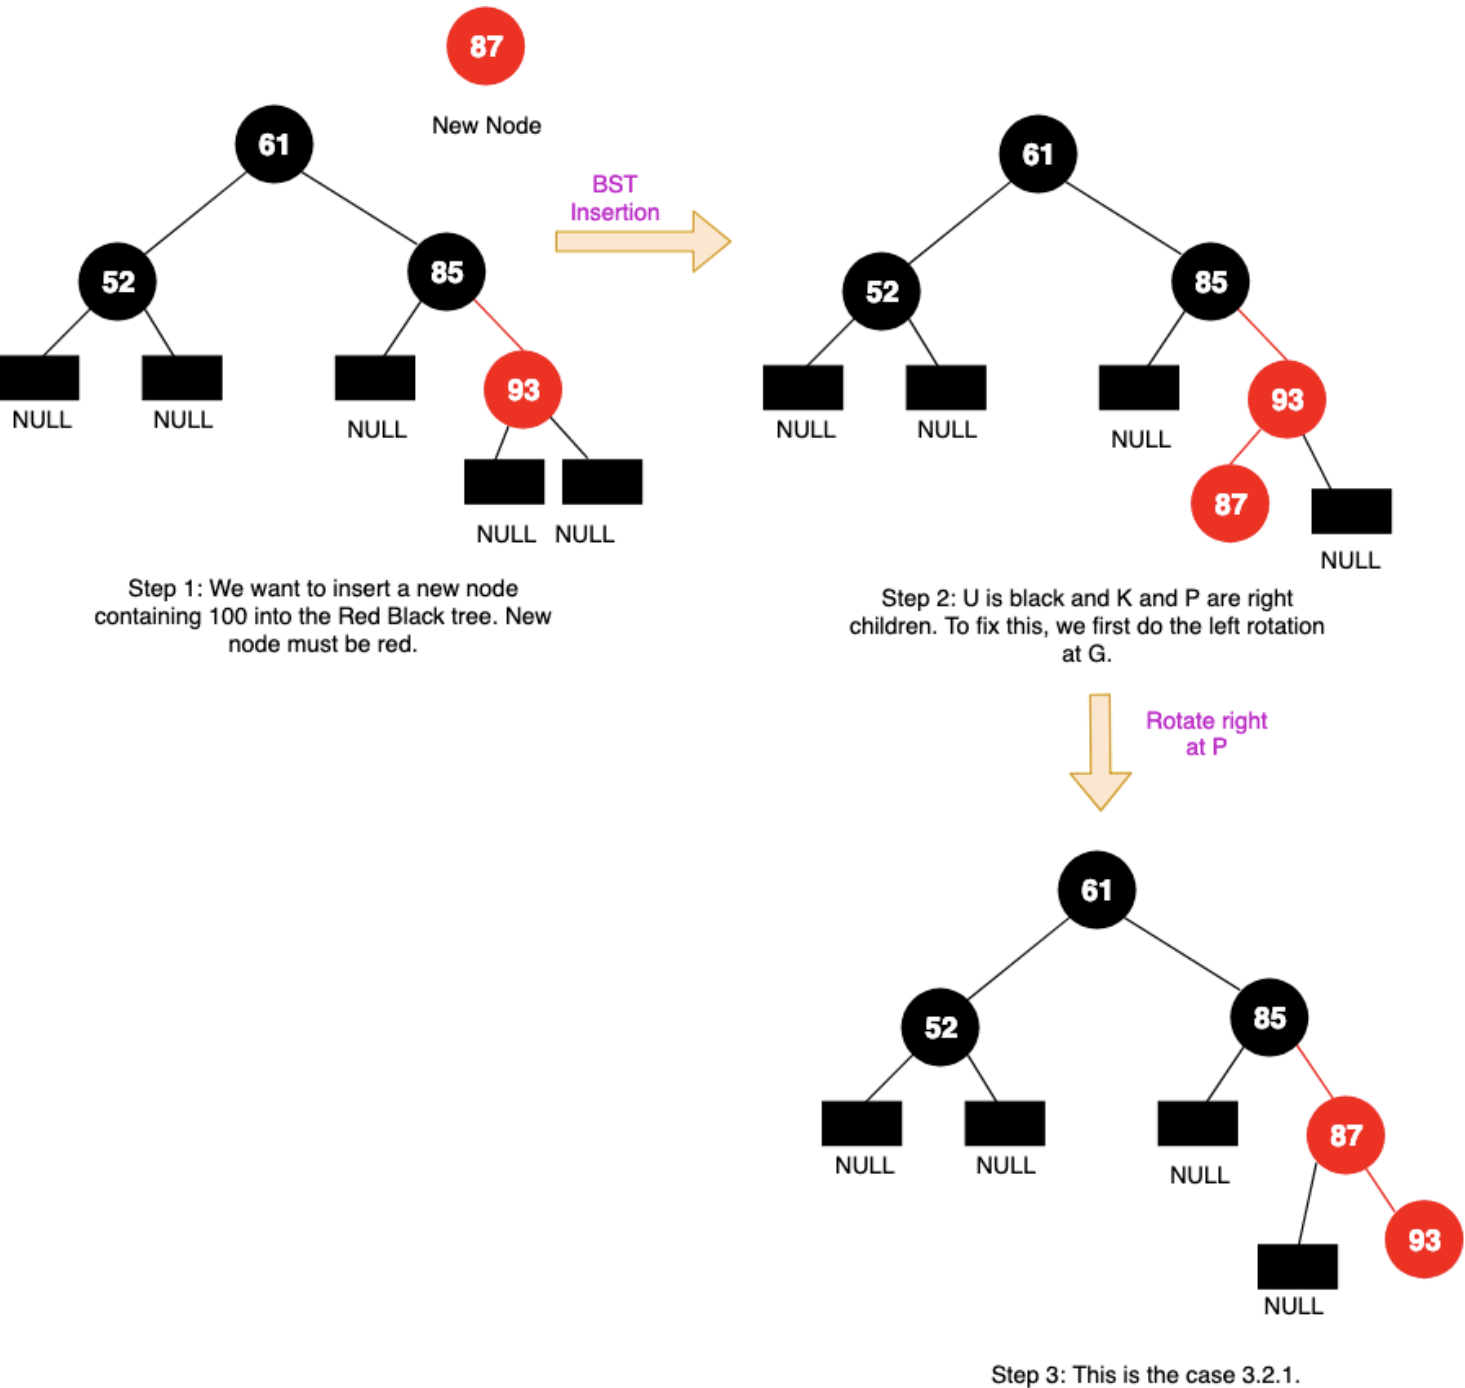 87
New Node
61
52
85
NULL
NULL
NULL
93
NULL
NULL
Step 1: We want to insert a new node
containing 100 into the Red Black tree. New
node must be red.
BST
Insertion
61
52
85
NULL
NULL
NULL
93
87
NULL
Step 2: U is black and K and P are right
children. To fix this, we first do the left rotation
at G.
Rotate right
at P
61
52
85
NULL
NULL
NULL
87
93
NULL
Step 3: This is the case 3.2.1.